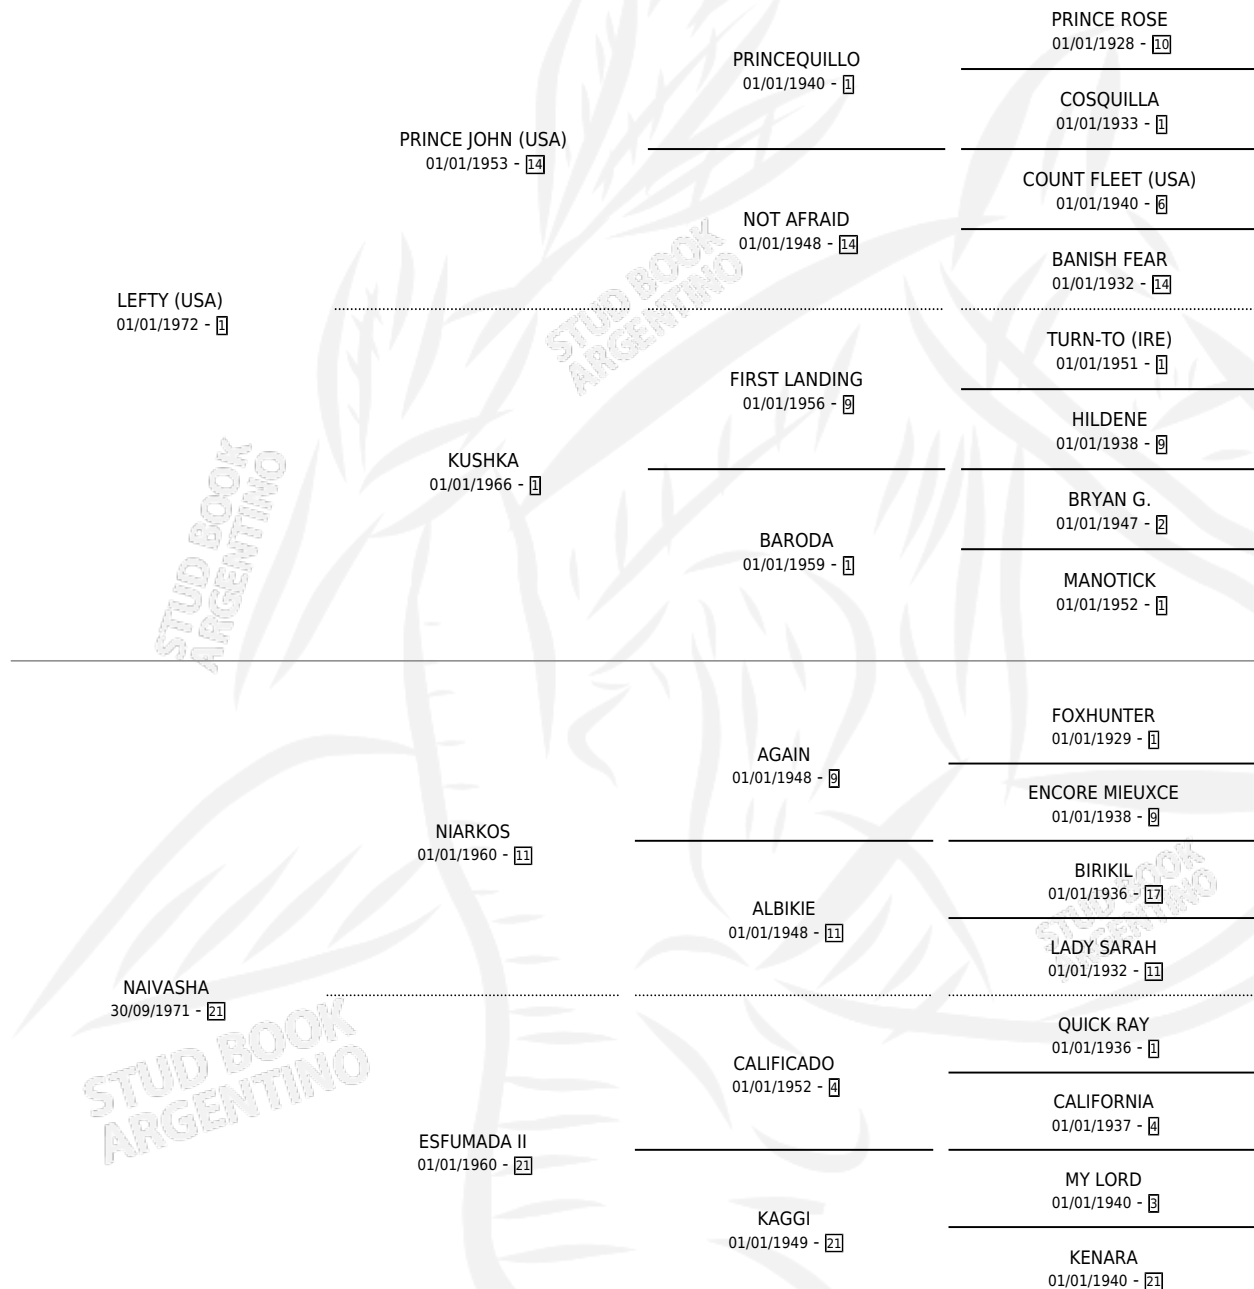 PRINCE ROSE
01/01/1928 - 10
PRINCEQUILLO
01/01/1940 - 1
COSQUILLA
01/01/1933 - 1
PRINCE JOHN (USA)
01/01/1953 - 14
COUNT FLEET (USA)
01/01/1940 - 6
NOT AFRAID
01/01/1948 - 14
BANISH FEAR
01/01/1932 - 14
LEFTY (USA)
01/01/1972 - 1
TURN-TO (IRE)
01/01/1951 - 1
FIRST LANDING
01/01/1956 - 9
HILDENE
01/01/1938 - 9
KUSHKA
01/01/1966 - 1
BRYAN G.
01/01/1947 - 2
BARODA
01/01/1959 - 1
MANOTICK
01/01/1952 - 1
FOXHUNTER
01/01/1929 - 1
AGAIN
01/01/1948 - 9
ENCORE MIEUXCE
01/01/1938 - 9
NIARKOS
01/01/1960 - 11
BIRIKIL
01/01/1936 - 17
ALBIKIE
01/01/1948 - 11
LADY SARAH
01/01/1932 - 11
NAIVASHA
30/09/1971 - 21
QUICK RAY
01/01/1936 - 1
CALIFICADO
01/01/1952 - 4
CALIFORNIA
01/01/1937 - 4
ESFUMADA II
01/01/1960 - 21
MY LORD
01/01/1940 - 3
KAGGI
01/01/1949 - 21
KENARA
01/01/1940 - 21
STUD BOOK
ARGENTINO
STUD BOOK
ARGENTINO
STUD BOOK
ARGENTINO
STUD BOOK
ARGENTINO